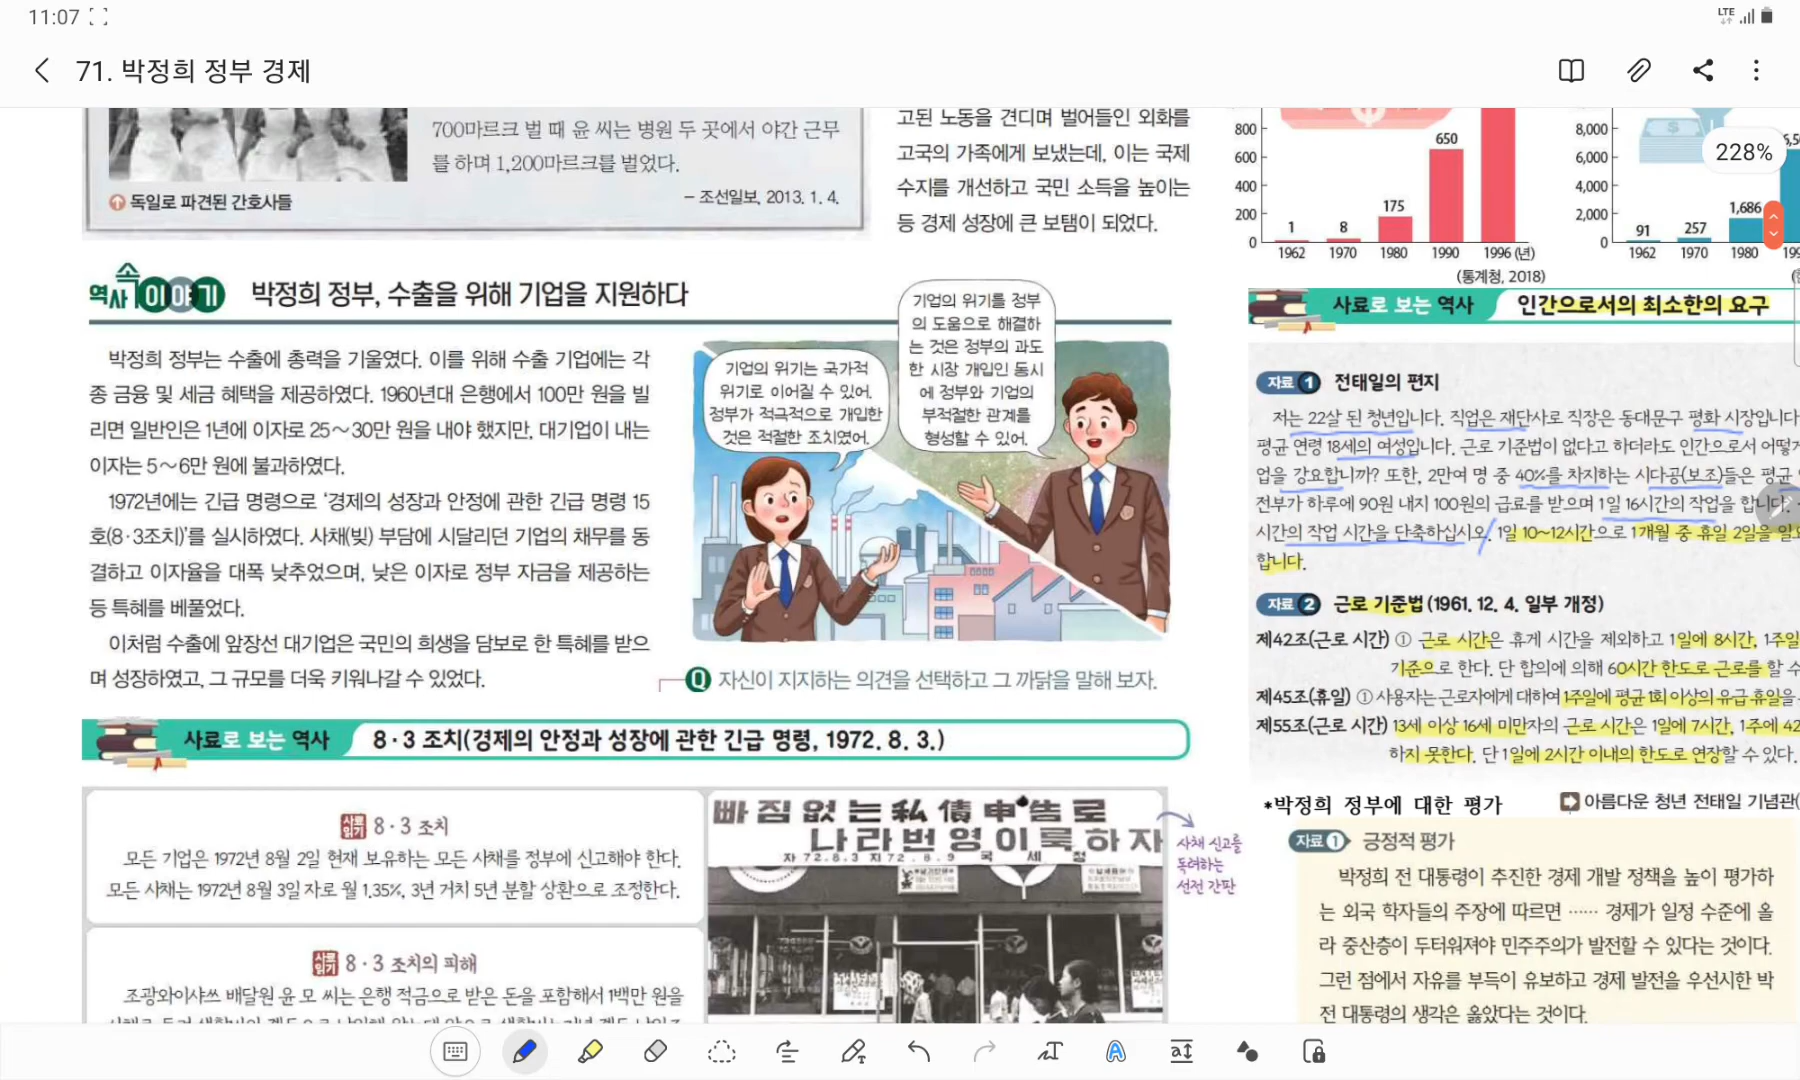 11:07
LTE
71. 박정희 정부 경제
228%
700마르크 벌 때 윤 씨는 병원 두 곳에서 야간 근무
를 하며 1,200마르크를 벌었다.
– 조선일보, 2013. 1. 4.
독일로 파견된 간호사들
고된 노동을 견디며 벌어들인 외화를
고국의 가족에게 보냈는데, 이는 국제
수지를 개선하고 국민 소득을 높이는
등 경제 성장에 큰 보탬이 되었다.
역사 속 이야기
박정희 정부, 수출을 위해 기업을 지원하다
박정희 정부는 수출에 총력을 기울였다. 이를 위해 수출 기업에는 각
종 금융 및 세금 혜택을 제공하였다. 1960년대 은행에서 100만 원을 빌
리면 일반인은 1년에 이자로 25～30만 원을 내야 했지만, 대기업이 내는
이자는 5～6만 원에 불과하였다.
1972년에는 긴급 명령으로 ‘경제의 성장과 안정에 관한 긴급 명령 15
호(8·3조치)’를 실시하였다. 사채(빚) 부담에 시달리던 기업의 채무를 동
결하고 이자율을 대폭 낮추었으며, 낮은 이자로 정부 자금을 제공하는
등 특혜를 베풀었다.
이처럼 수출에 앞장선 대기업은 국민의 희생을 담보로 한 특혜를 받으
며 성장하였고, 그 규모를 더욱 키워나갈 수 있었다.
기업의 위기는 국가적
위기로 이어질 수 있어.
정부가 적극적으로 개입한
것은 적절한 조치였어.
기업의 위기를 정부
의 도움으로 해결하
는 것은 정부의 과도
한 시장 개입인 동시
에 정부와 기업의
부적절한 관계를
형성할 수 있어.
Q 자신이 지지하는 의견을 선택하고 그 까닭을 말해 보자.
사료로 보는 역사
8·3 조치(경제의 안정과 성장에 관한 긴급 명령, 1972. 8. 3.)
사료 읽기 8·3 조치
모든 기업은 1972년 8월 2일 현재 보유하는 모든 사채를 정부에 신고해야 한다.
모든 사채는 1972년 8월 3일 자로 월 1.35%, 3년 거치 5년 분할 상환으로 조정한다.
사료 읽기 8·3 조치의 피해
조광와이샤쓰 배달원 윤 모 씨는 은행 적금으로 받은 돈을 포함해서 1백만 원을
빠짐없는私債申告로
나라번영이룩하자
자 72.8.3 지 72.8.9 국 세 청
사채 신고를
독려하는
선전 간판
800
600
400
200
0
1
8
175
650
1962
1970
1980
1990
1996 (년)
(통계청, 2018)
8,000
6,000
4,000
2,000
0
91
257
1,686
1962
1970
1980
사료로 보는 역사
인간으로서의 최소한의 요구
자료 1 전태일의 편지
저는 22살 된 청년입니다. 직업은 재단사로 직장은 동대문구 평화 시장입니다
평균 연령 18세의 여성입니다. 근로 기준법이 없다고 하더라도 인간으로서 어떻게
업을 강요합니까? 또한, 2만여 명 중 40%를 차지하는 시다공(보조)들은 평균
전부가 하루에 90원 내지 100원의 급료를 받으며 1일 16시간의 작업을 합니다.
시간의 작업 시간을 단축하십시오. 1일 10~12시간으로 1개월 중 휴일 2일을 일요
합니다.
자료 2 근로 기준법(1961. 12. 4. 일부 개정)
제42조(근로 시간) ① 근로 시간은 휴게 시간을 제외하고 1일에 8시간, 1주일
기준으로 한다. 단 합의에 의해 60시간 한도로 근로를 할 수
제45조(휴일) ① 사용자는 근로자에게 대하여 1주일에 평균 1회 이상의 유급 휴일을
제55조(근로 시간) 13세 이상 16세 미만자의 근로 시간은 1일에 7시간, 1주에 42
하지 못한다. 단 1일에 2시간 이내의 한도로 연장할 수 있다.
*박정희 정부에 대한 평가
아름다운 청년 전태일 기념관(
자료 1 긍정적 평가
박정희 전 대통령이 추진한 경제 개발 정책을 높이 평가하
는 외국 학자들의 주장에 따르면 …… 경제가 일정 수준에 올
라 중산층이 두터워져야 민주주의가 발전할 수 있다는 것이다.
그런 점에서 자유를 부득이 유보하고 경제 발전을 우선시한 박
전 대통령의 생각은 옳았다는 것이다.